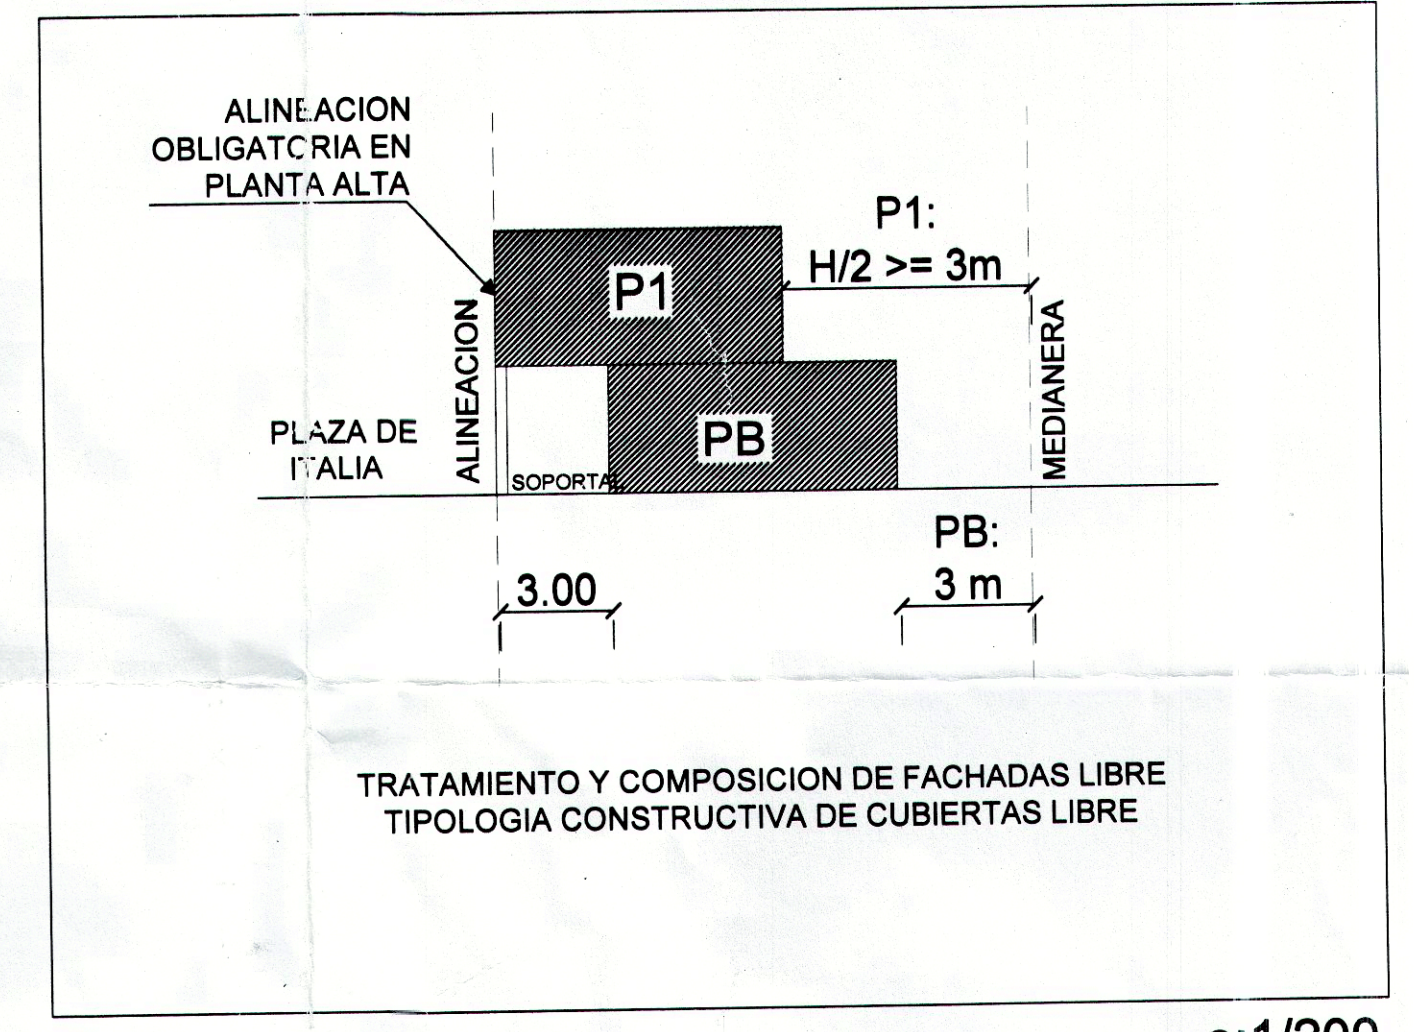 ALINEACION
OBLIGATORIA EN
PLANTA ALTA
P1:
H/2 >= 3m
P1
ALINEACION
MEDIANERA
PLAZA DE
ITALIA
PB
SOPORTAL
PB:
3 m
3.00
TRATAMIENTO Y COMPOSICION DE FACHADAS LIBRE
TIPOLOGIA CONSTRUCTIVA DE CUBIERTAS LIBRE